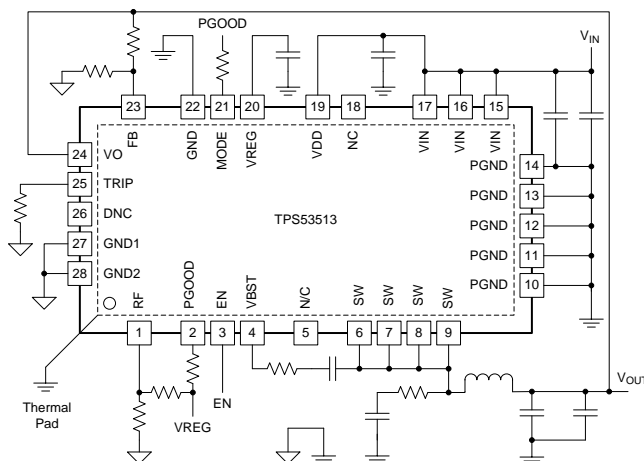 PGOOD
V_IN
23 22 21 20 19 18 17 16 15
FB GND MODE VREG VDD NC VIN VIN VIN
24 VO
25 TRIP
26 DNC
27 GND1
28 GND2
TPS53513
PGND 14
PGND 13
PGND 12
PGND 11
PGND 10
RF PGOOD EN VBST N/C SW SW SW SW
1 2 3 4 5 6 7 8 9
Thermal
Pad
VREG
EN
V_OUT